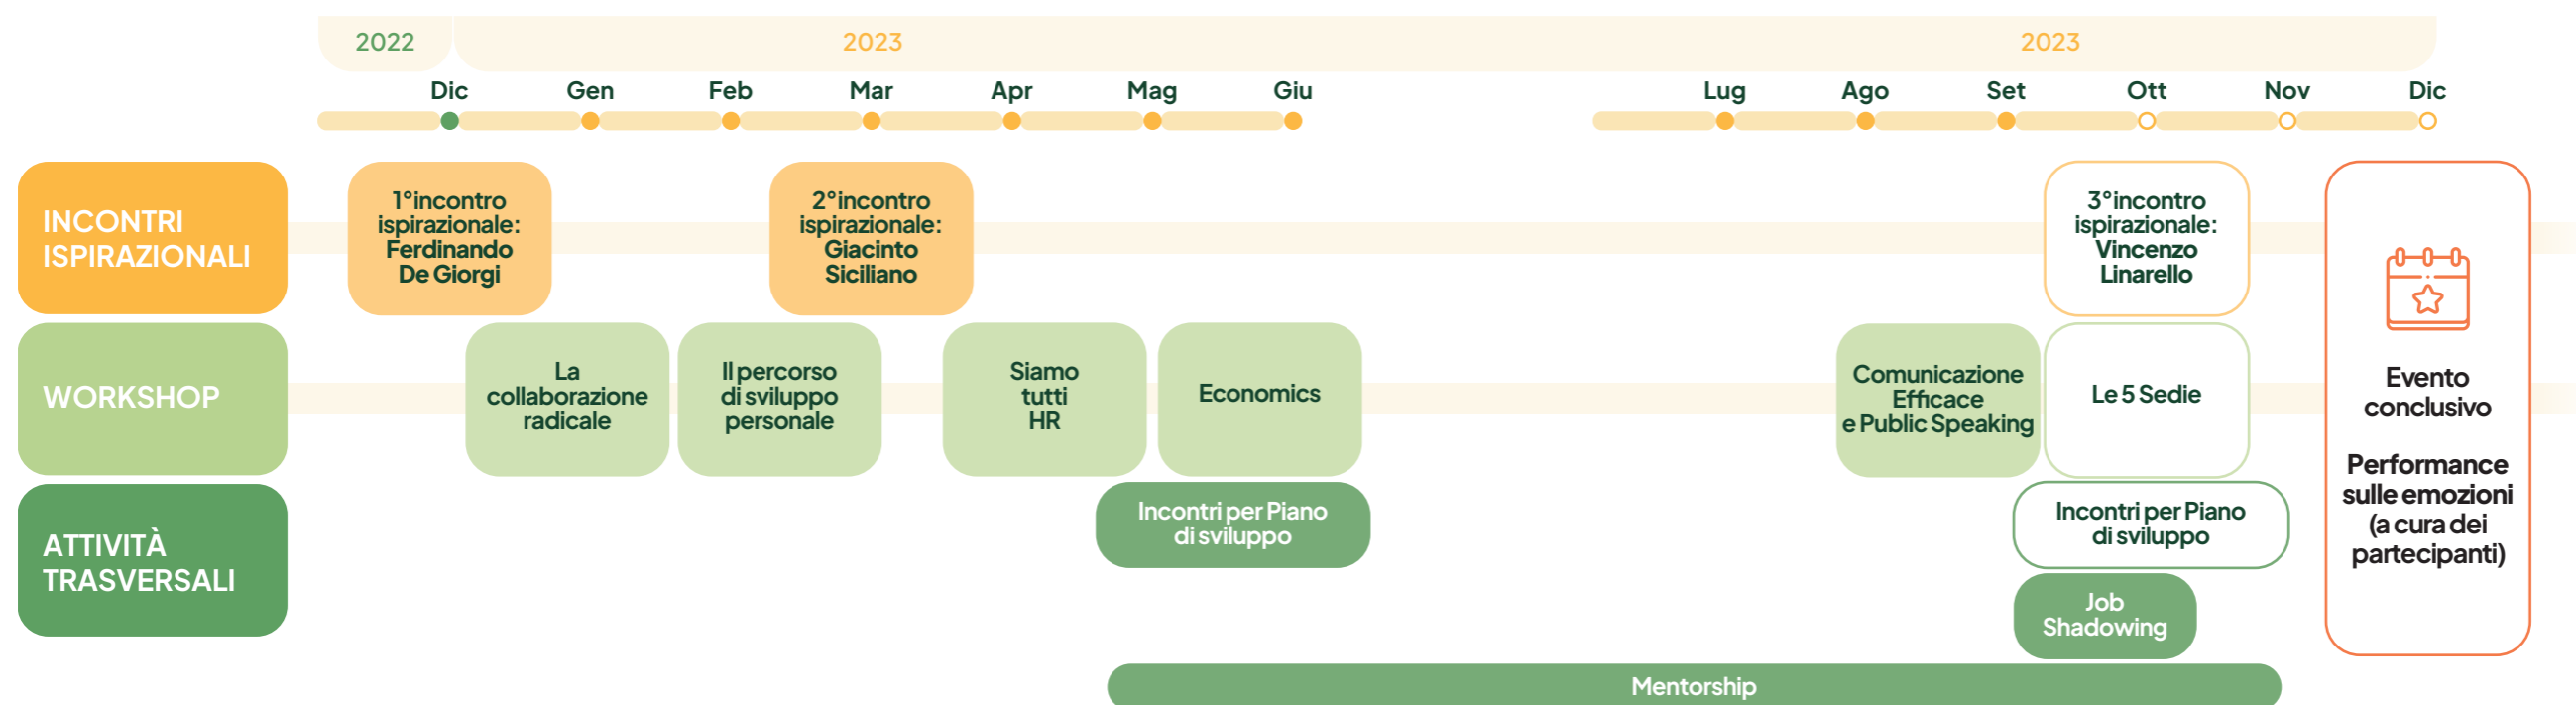 2022
2023
2023
Dic
Gen
Feb
Mar
Apr
Mag
Giu
Lug
Ago
Set
Ott
Nov
Dic
INCONTRI
ISPIRAZIONALI
1°incontro
ispirazionale:
Ferdinando
De Giorgi
2°incontro
ispirazionale:
Giacinto
Siciliano
3°incontro
ispirazionale:
Vincenzo
Linarello
WORKSHOP
La
collaborazione
radicale
Il percorso
di sviluppo
personale
Siamo
tutti
HR
Economics
Comunicazione
Efficace
e Public Speaking
Le 5 Sedie
ATTIVITÀ
TRASVERSALI
Incontri per Piano
di sviluppo
Incontri per Piano
di sviluppo
Job
Shadowing
Mentorship
Evento
conclusivo
Performance
sulle emozioni
(a cura dei
partecipanti)